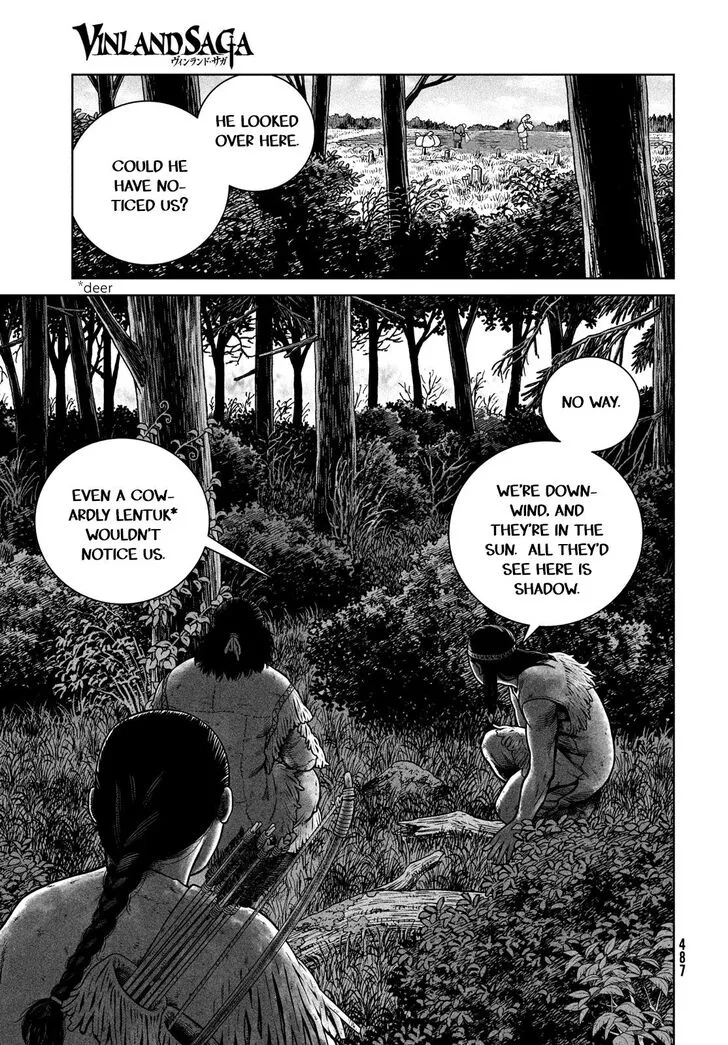 VINLAND SAGA
ヴィンランド・サガ
HE LOOKED
OVER HERE.
COULD HE
HAVE NO-
TICED US?
*deer
NO WAY.
WE'RE DOWN-
WIND, AND
THEY'RE IN THE
SUN. ALL THEY'D
SEE HERE IS
SHADOW.
EVEN A COW-
ARDLY LENTUK*
WOULDN'T
NOTICE US.
487